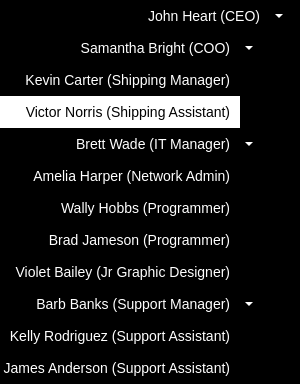 John Heart (CEO)
Samantha Bright (COO)
Kevin Carter (Shipping Manager)
Victor Norris (Shipping Assistant)
Brett Wade (IT Manager)
Amelia Harper (Network Admin)
Wally Hobbs (Programmer)
Brad Jameson (Programmer)
Violet Bailey (Jr Graphic Designer)
Barb Banks (Support Manager)
Kelly Rodriguez (Support Assistant)
James Anderson (Support Assistant)